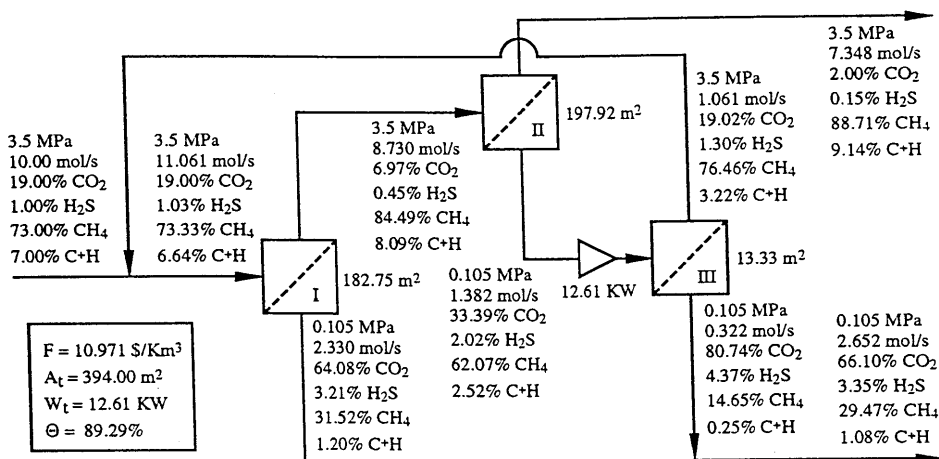 3.5 MPa
10.00 mol/s
19.00% CO₂
1.00% H₂S
73.00% CH₄
7.00% C⁺H
3.5 MPa
11.061 mol/s
19.00% CO₂
1.03% H₂S
73.33% CH₄
6.64% C⁺H
I
182.75 m²
3.5 MPa
8.730 mol/s
6.97% CO₂
0.45% H₂S
84.49% CH₄
8.09% C⁺H
II
197.92 m²
3.5 MPa
1.061 mol/s
19.02% CO₂
1.30% H₂S
76.46% CH₄
3.22% C⁺H
3.5 MPa
7.348 mol/s
2.00% CO₂
0.15% H₂S
88.71% CH₄
9.14% C⁺H
12.61 KW
III
13.33 m²
F = 10.971 $/Km³
Aₜ = 394.00 m²
Wₜ = 12.61 KW
Θ = 89.29%
0.105 MPa
2.330 mol/s
64.08% CO₂
3.21% H₂S
31.52% CH₄
1.20% C⁺H
0.105 MPa
1.382 mol/s
33.39% CO₂
2.02% H₂S
62.07% CH₄
2.52% C⁺H
0.105 MPa
0.322 mol/s
80.74% CO₂
4.37% H₂S
14.65% CH₄
0.25% C⁺H
0.105 MPa
2.652 mol/s
66.10% CO₂
3.35% H₂S
29.47% CH₄
1.08% C⁺H